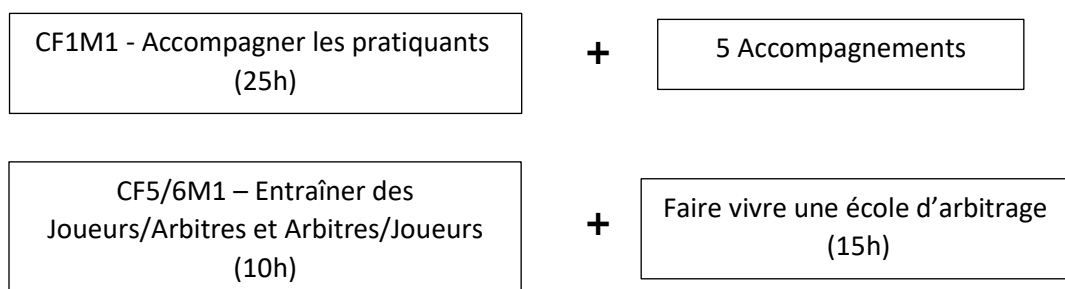 CF1M1 - Accompagner les pratiquants
(25h)
+
5 Accompagnements
CF5/6M1 – Entraîner des
Joueurs/Arbitres et Arbitres/Joueurs
(10h)
+
Faire vivre une école d'arbitrage
(15h)